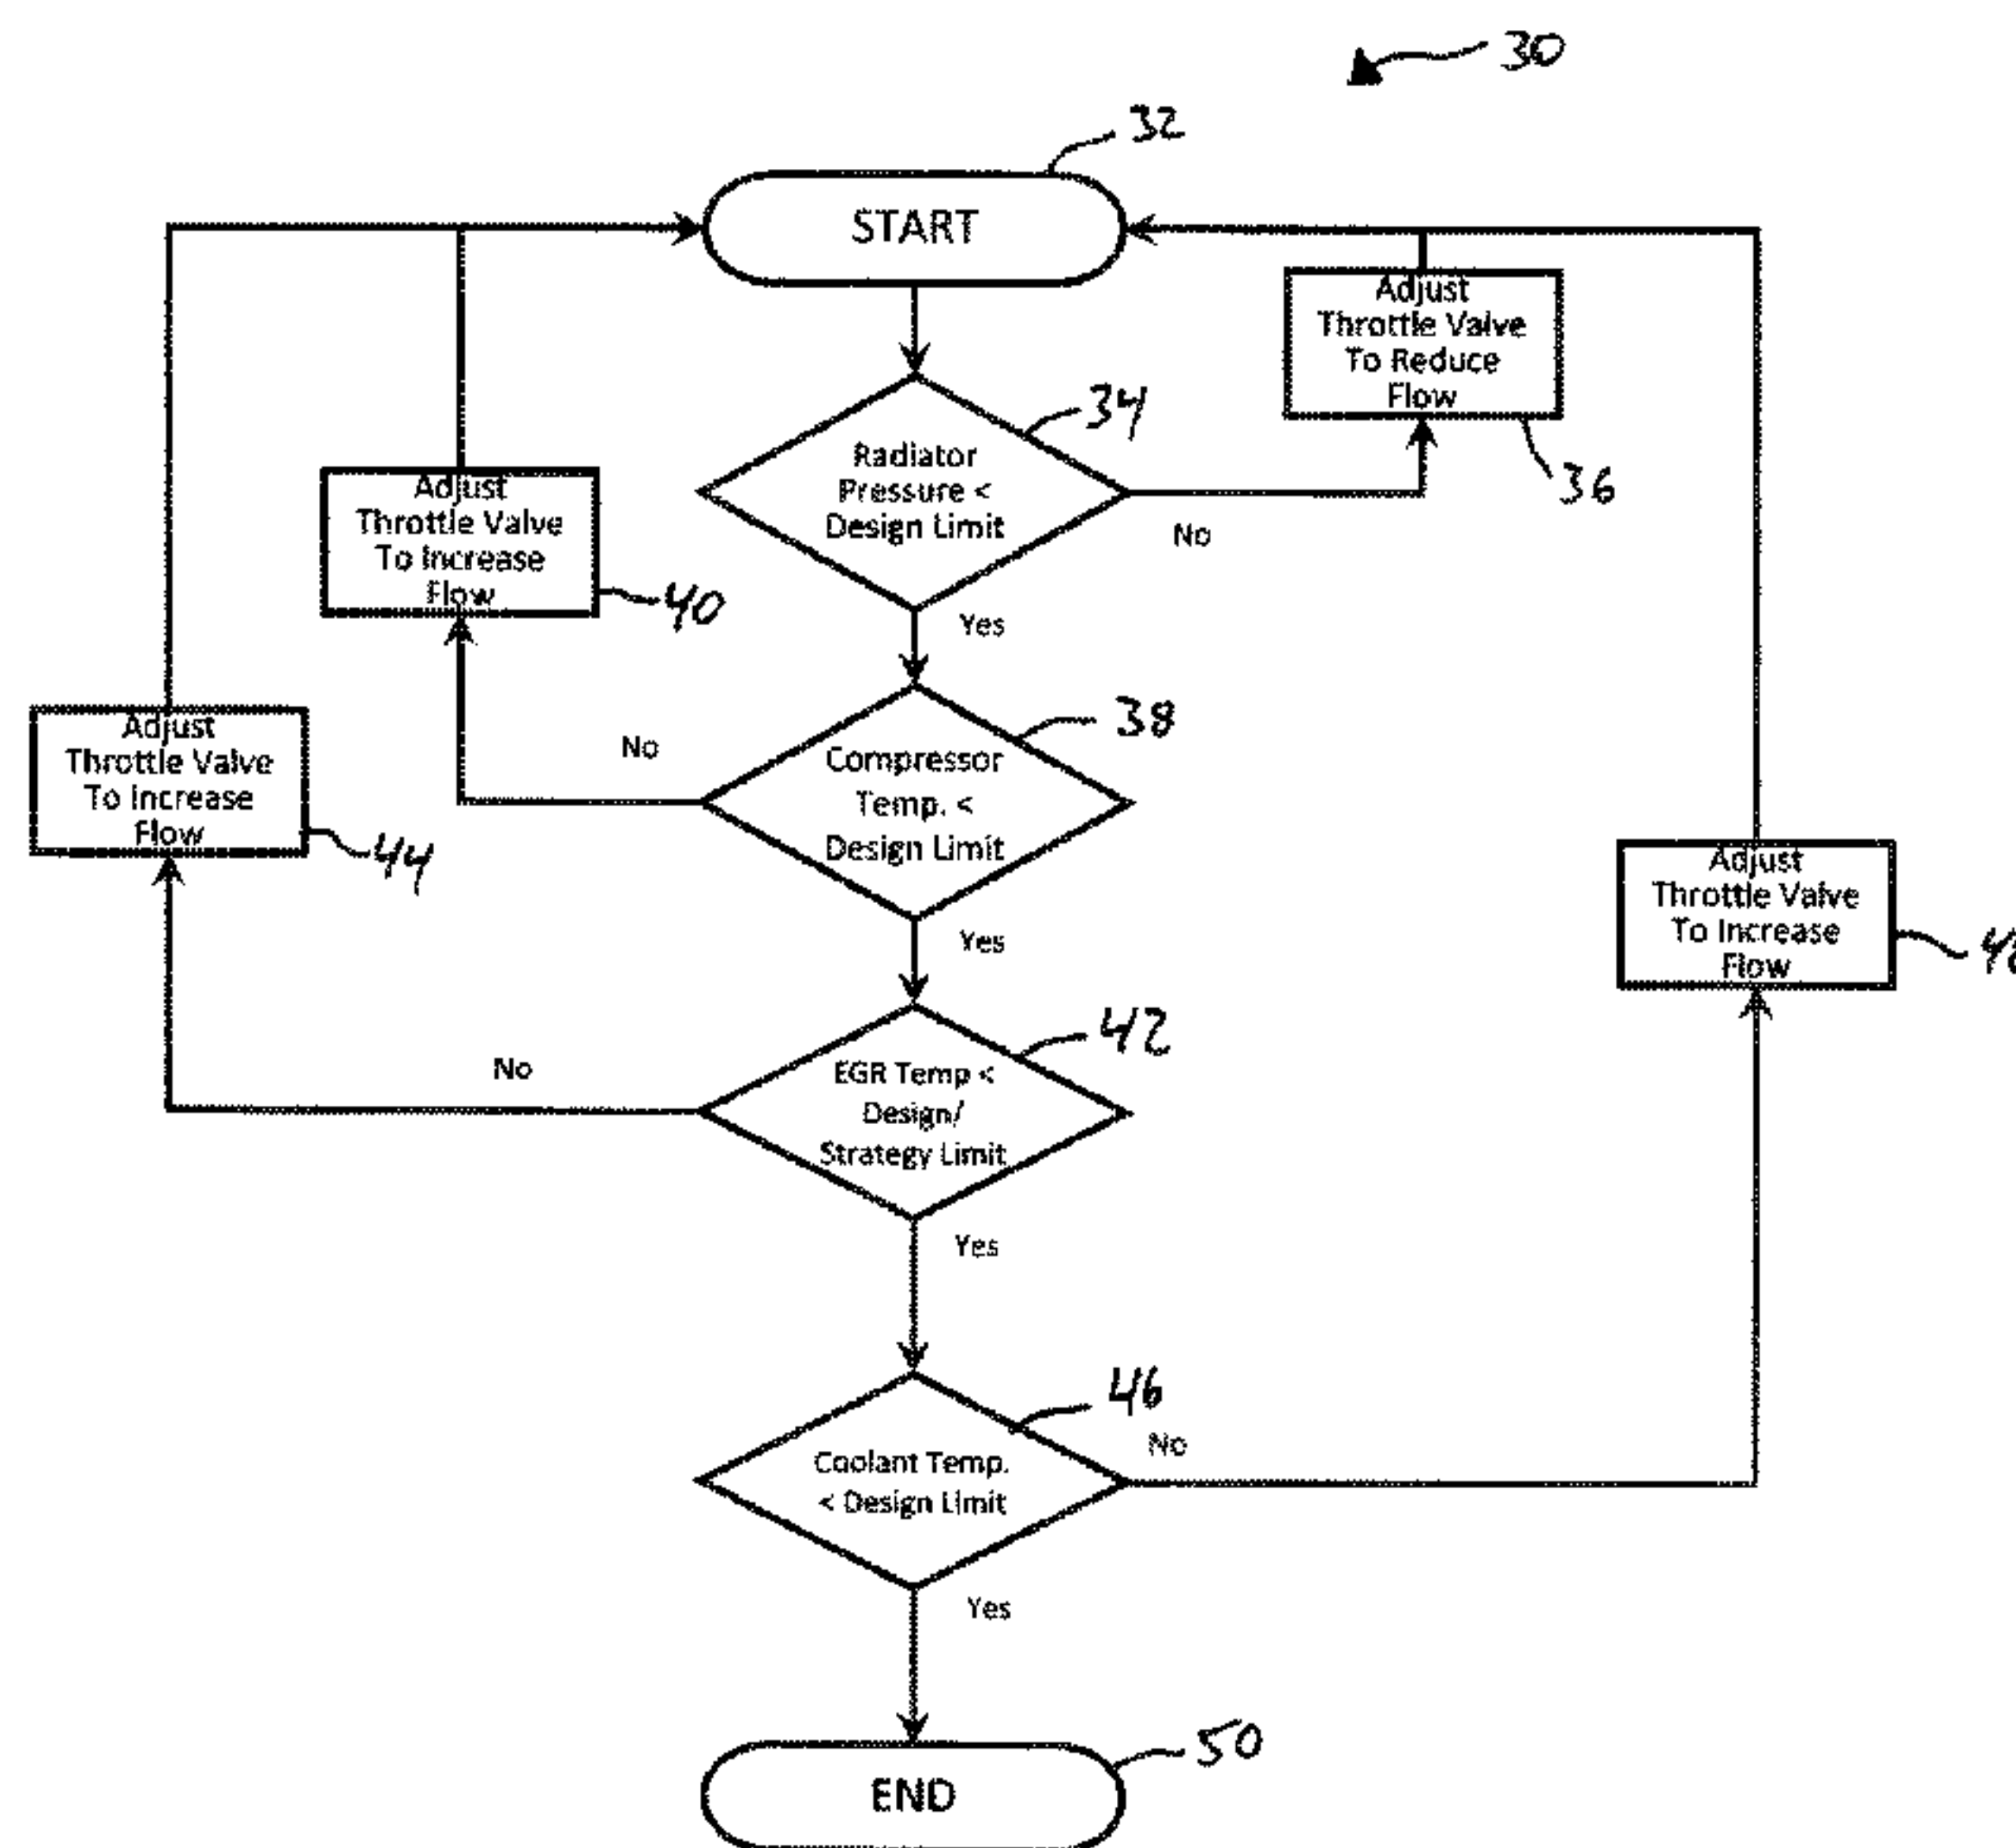 30
32
START
Adjust
Throttle Valve
To Reduce
Flow
36
34
Radiator
Pressure <
Design Limit
No
Yes
Adjust
Throttle Valve
To Increase
Flow
40
38
Compressor
Temp. <
Design Limit
No
Yes
Adjust
Throttle Valve
To Increase
Flow
44
42
EGR Temp <
Design/
Strategy Limit
No
Yes
Adjust
Throttle Valve
To Increase
Flow
46
Coolant Temp.
< Design Limit
No
Yes
50
END